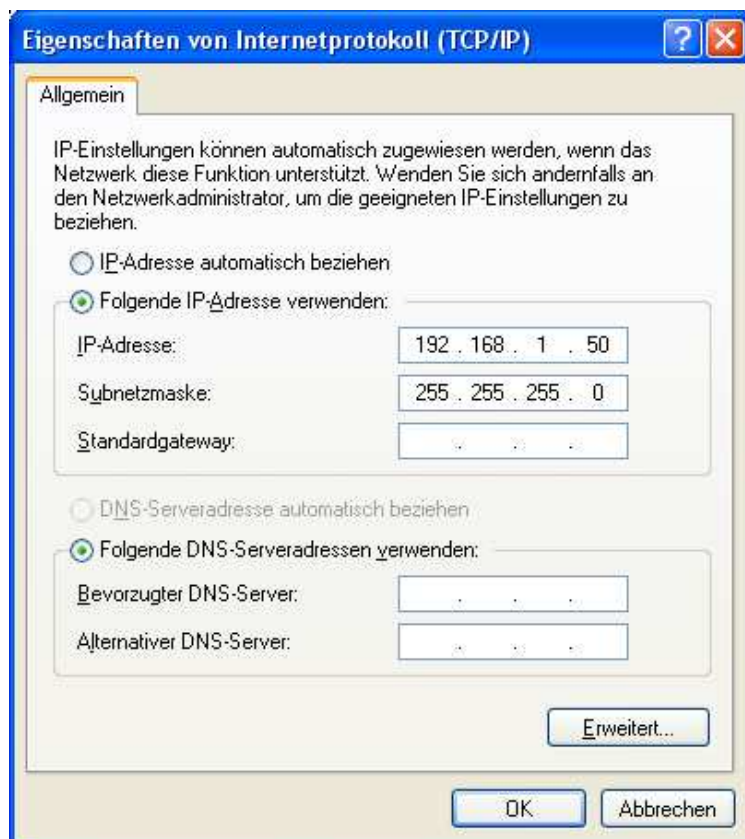 Eigenschaften von Internetprotokoll (TCP/IP)
?
Allgemein
IP-Einstellungen können automatisch zugewiesen werden, wenn das
Netzwerk diese Funktion unterstützt. Wenden Sie sich andernfalls an
den Netzwerkadministrator, um die geeigneten IP-Einstellungen zu
beziehen.
IP-Adresse automatisch beziehen
Folgende IP-Adresse verwenden:
IP-Adresse: 192 . 168 . 1 . 50
Subnetzmaske: 255 . 255 . 255 . 0
Standardgateway: . . .
DNS-Serveradresse automatisch beziehen
Folgende DNS-Serveradressen verwenden:
Bevorzugter DNS-Server: . . .
Alternativer DNS-Server: . . .
Erweitert...
OK Abbrechen